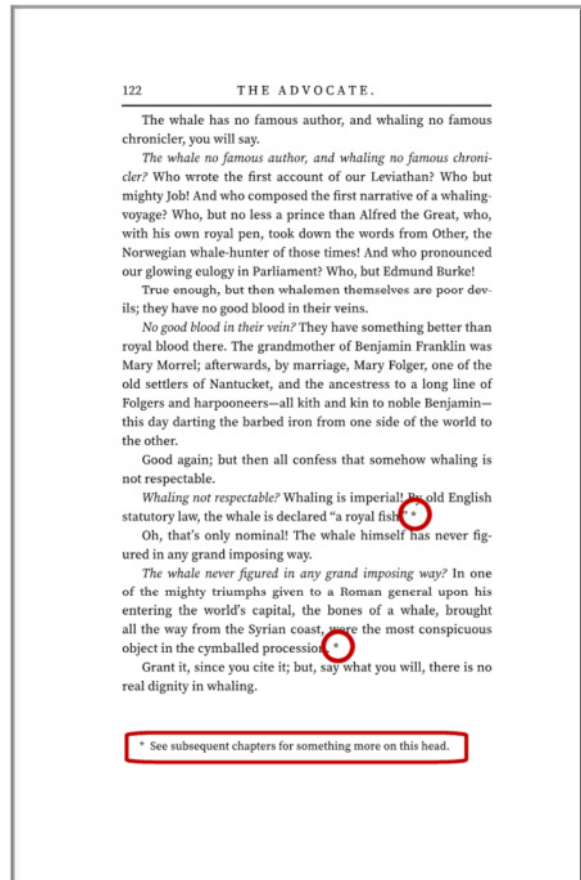 122 THE ADVOCATE.
The whale has no famous author, and whaling no famous
chronicler, you will say.
The whale no famous author, and whaling no famous chroni-
cler? Who wrote the first account of our Leviathan? Who but
mighty Job! And who composed the first narrative of a whaling-
voyage? Who, but no less a prince than Alfred the Great, who,
with his own royal pen, took down the words from Other, the
Norwegian whale-hunter of those times! And who pronounced
our glowing eulogy in Parliament? Who, but Edmund Burke!
True enough, but then whalemen themselves are poor dev-
ils; they have no good blood in their veins.
No good blood in their vein? They have something better than
royal blood there. The grandmother of Benjamin Franklin was
Mary Morrel; afterwards, by marriage, Mary Folger, one of the
old settlers of Nantucket, and the ancestress to a long line of
Folgers and harpooneers—all kith and kin to noble Benjamin—
this day darting the barbed iron from one side of the world to
the other.
Good again; but then all confess that somehow whaling is
not respectable.
Whaling not respectable? Whaling is imperial! By old English
statutory law, the whale is declared “a royal fish.” *
Oh, that’s only nominal! The whale himself has never fig-
ured in any grand imposing way.
The whale never figured in any grand imposing way? In one
of the mighty triumphs given to a Roman general upon his
entering the world’s capital, the bones of a whale, brought
all the way from the Syrian coast, were the most conspicuous
object in the cymballed procession. *
Grant it, since you cite it; but, say what you will, there is no
real dignity in whaling.
* See subsequent chapters for something more on this head.